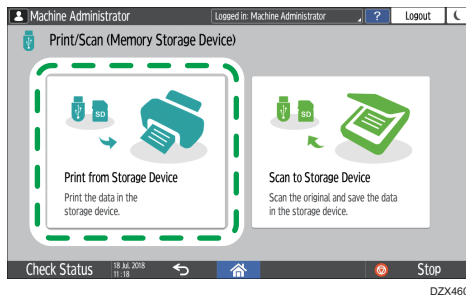 Machine Administrator
Logged in: Machine Administrator
?
Logout
Print/Scan (Memory Storage Device)
SD
SD
Print from Storage Device
Print the data in the
storage device.
Scan to Storage Device
Scan the original and save the data
in the storage device.
Check Status
18 Jul. 2018
11:18
Stop
DZX460